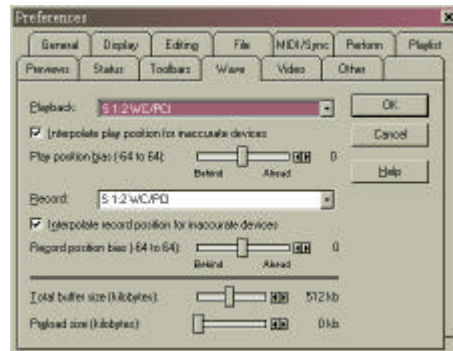 Preferences
General Display Editing File MIDI/Sync Perform Playlist
Previews Status Toolbars Wave Video Other
Playback: S 1:2 WC/PCI
OK
Interpolate play position for inaccurate devices
Cancel
Play position bias (-64 to 64): 0
Behind Ahead
Help
Record: S 1:2 WC/PCI
Interpolate record position for inaccurate devices
Record position bias (-64 to 64): 0
Behind Ahead
Total buffer size (kilobytes): 512 kb
Preload size (kilobytes): 0 kb